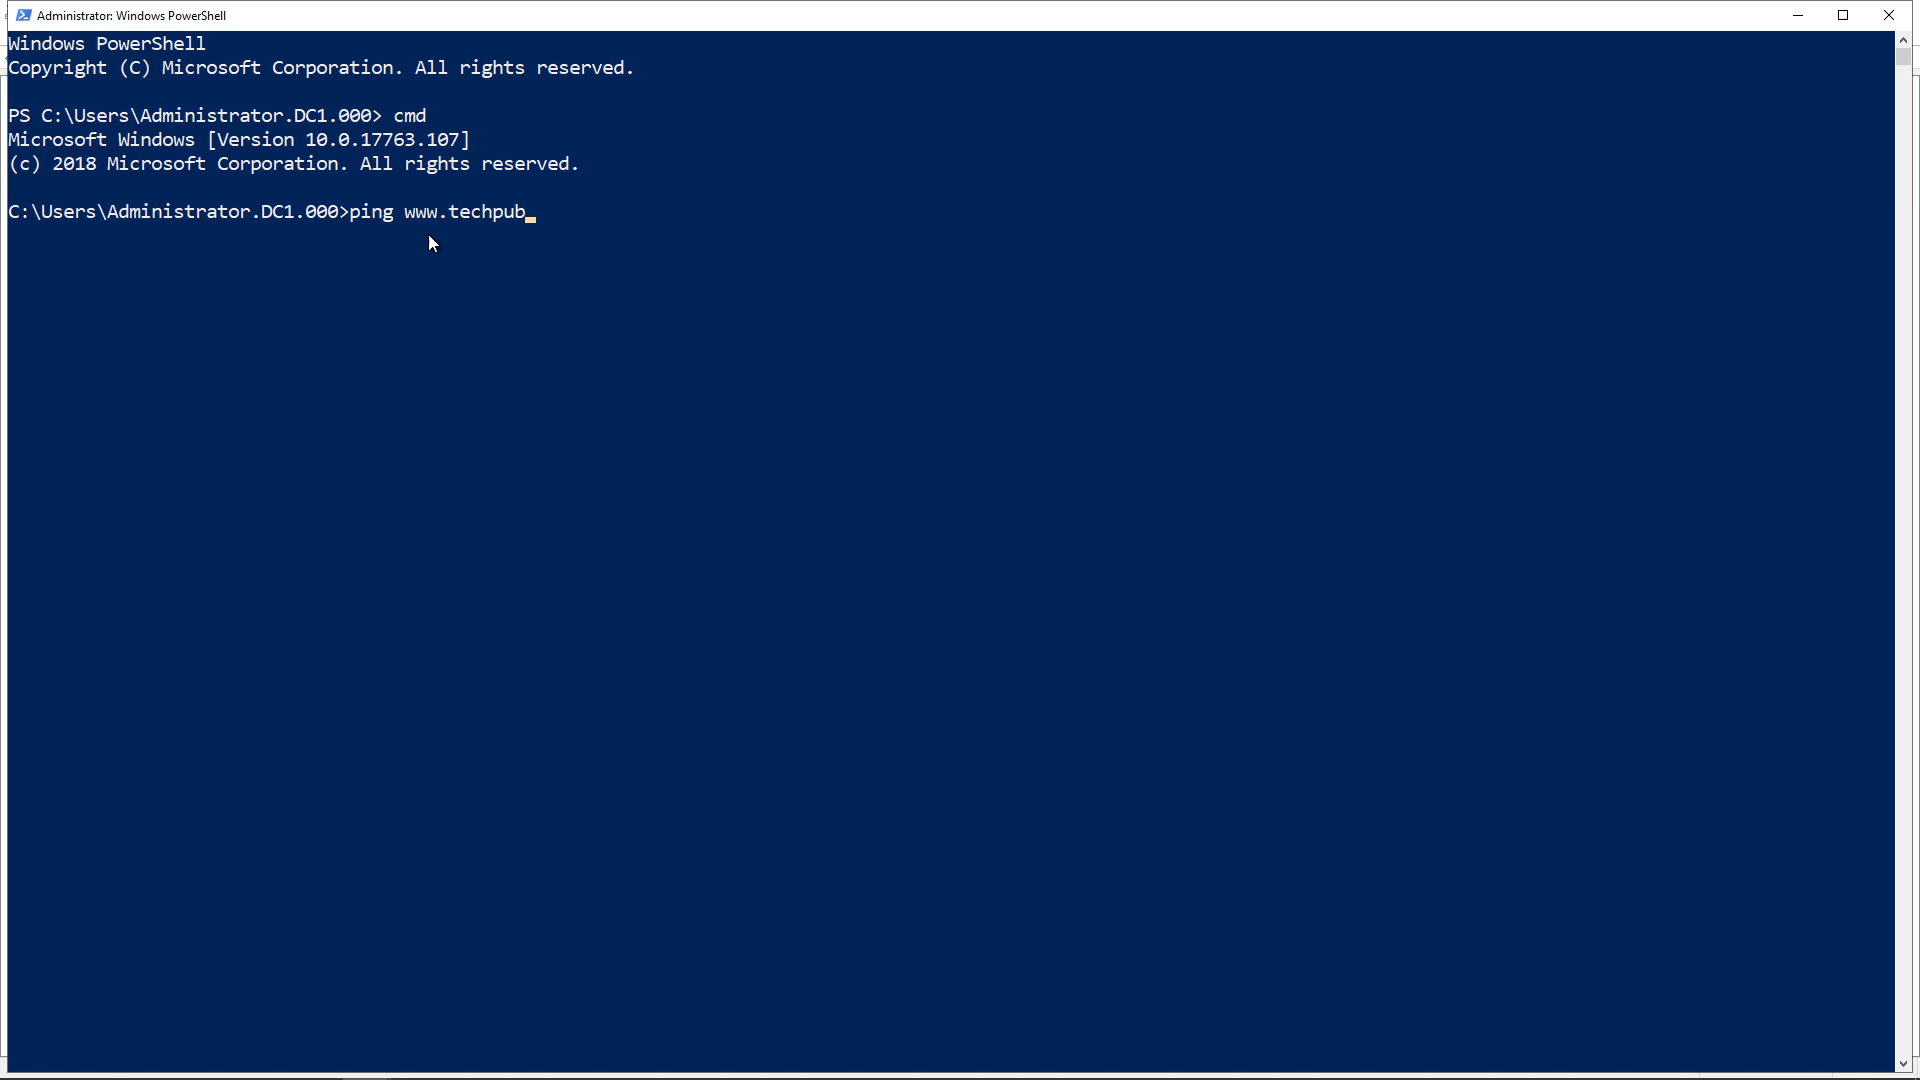 Administrator: Windows PowerShell
Windows PowerShell
Copyright (C) Microsoft Corporation. All rights reserved.
PS C:\Users\Administrator.DC1.000> cmd
Microsoft Windows [Version 10.0.17763.107]
(c) 2018 Microsoft Corporation. All rights reserved.
C:\Users\Administrator.DC1.000>ping www.techpub